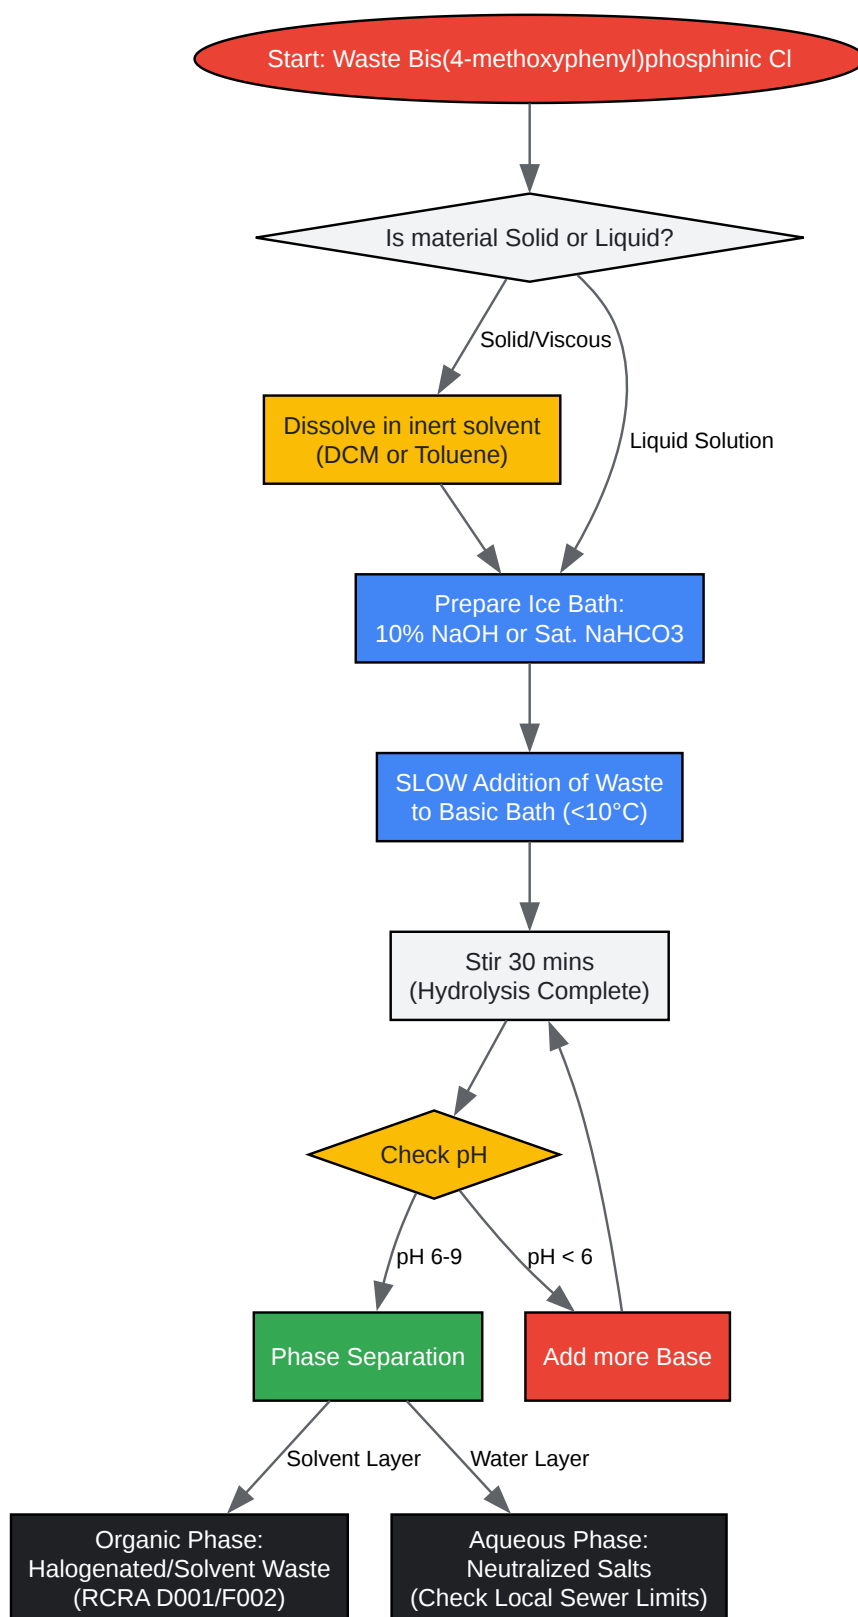 Start: Waste Bis(4-methoxyphenyl)phosphinic Cl
Is material Solid or Liquid?
Solid/Viscous
Dissolve in inert solvent
(DCM or Toluene)
Liquid Solution
Prepare Ice Bath:
10% NaOH or Sat. NaHCO3
SLOW Addition of Waste
to Basic Bath (<10°C)
Stir 30 mins
(Hydrolysis Complete)
Check pH
pH 6-9
pH < 6
Phase Separation
Add more Base
Solvent Layer
Water Layer
Organic Phase:
Halogenated/Solvent Waste
(RCRA D001/F002)
Aqueous Phase:
Neutralized Salts
(Check Local Sewer Limits)